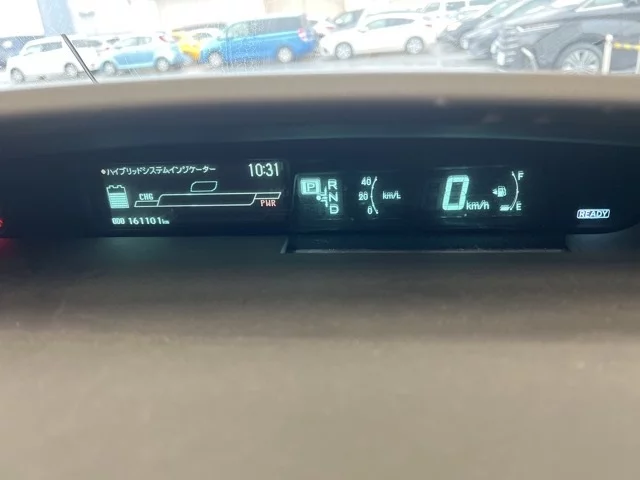 ハイブリッドシステムインジケーター 10:31
CHG
PWR
ODO 161101km
P R
N
D
40
20
0
km/L
0 km/h
F
E
READY